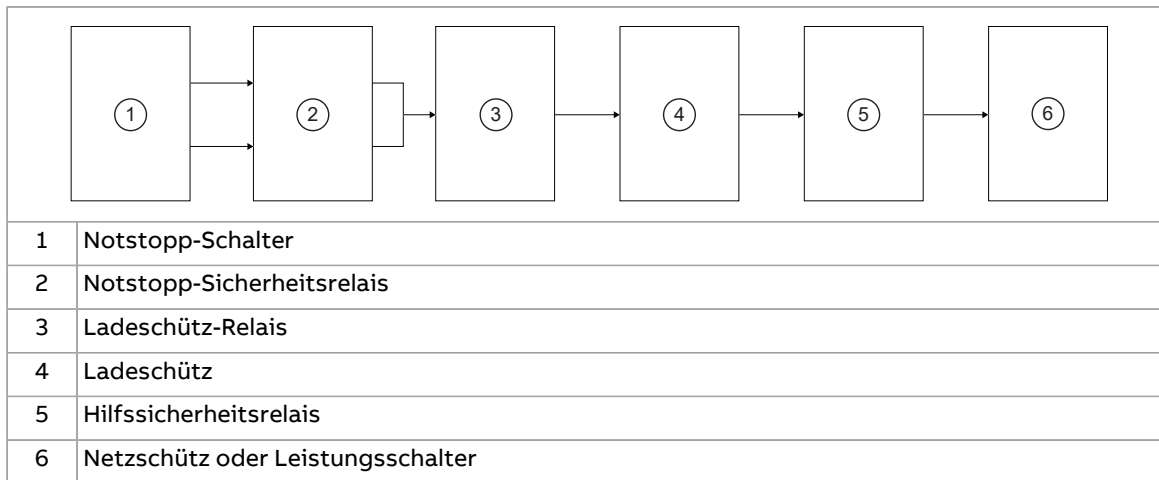 1 2 3 4 5 6
1 Notstopp-Schalter
2 Notstopp-Sicherheitsrelais
3 Ladeschütz-Relais
4 Ladeschütz
5 Hilfssicherheitsrelais
6 Netzschütz oder Leistungsschalter